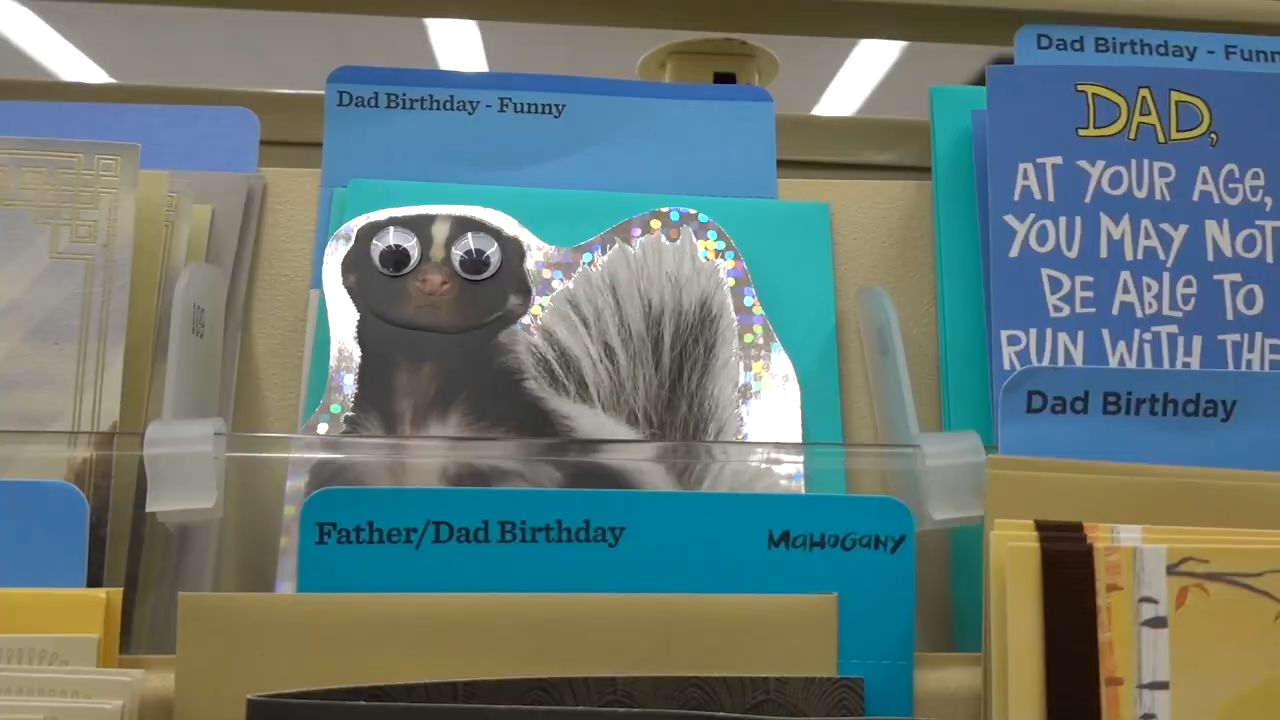 Dad Birthday - Funny
Dad Birthday - Funn
DAD,
AT YOUR AGE,
YOU MAY NOT
BE ABLE TO
RUN WITH THE
Dad Birthday
Father/Dad Birthday
MAHOGANY